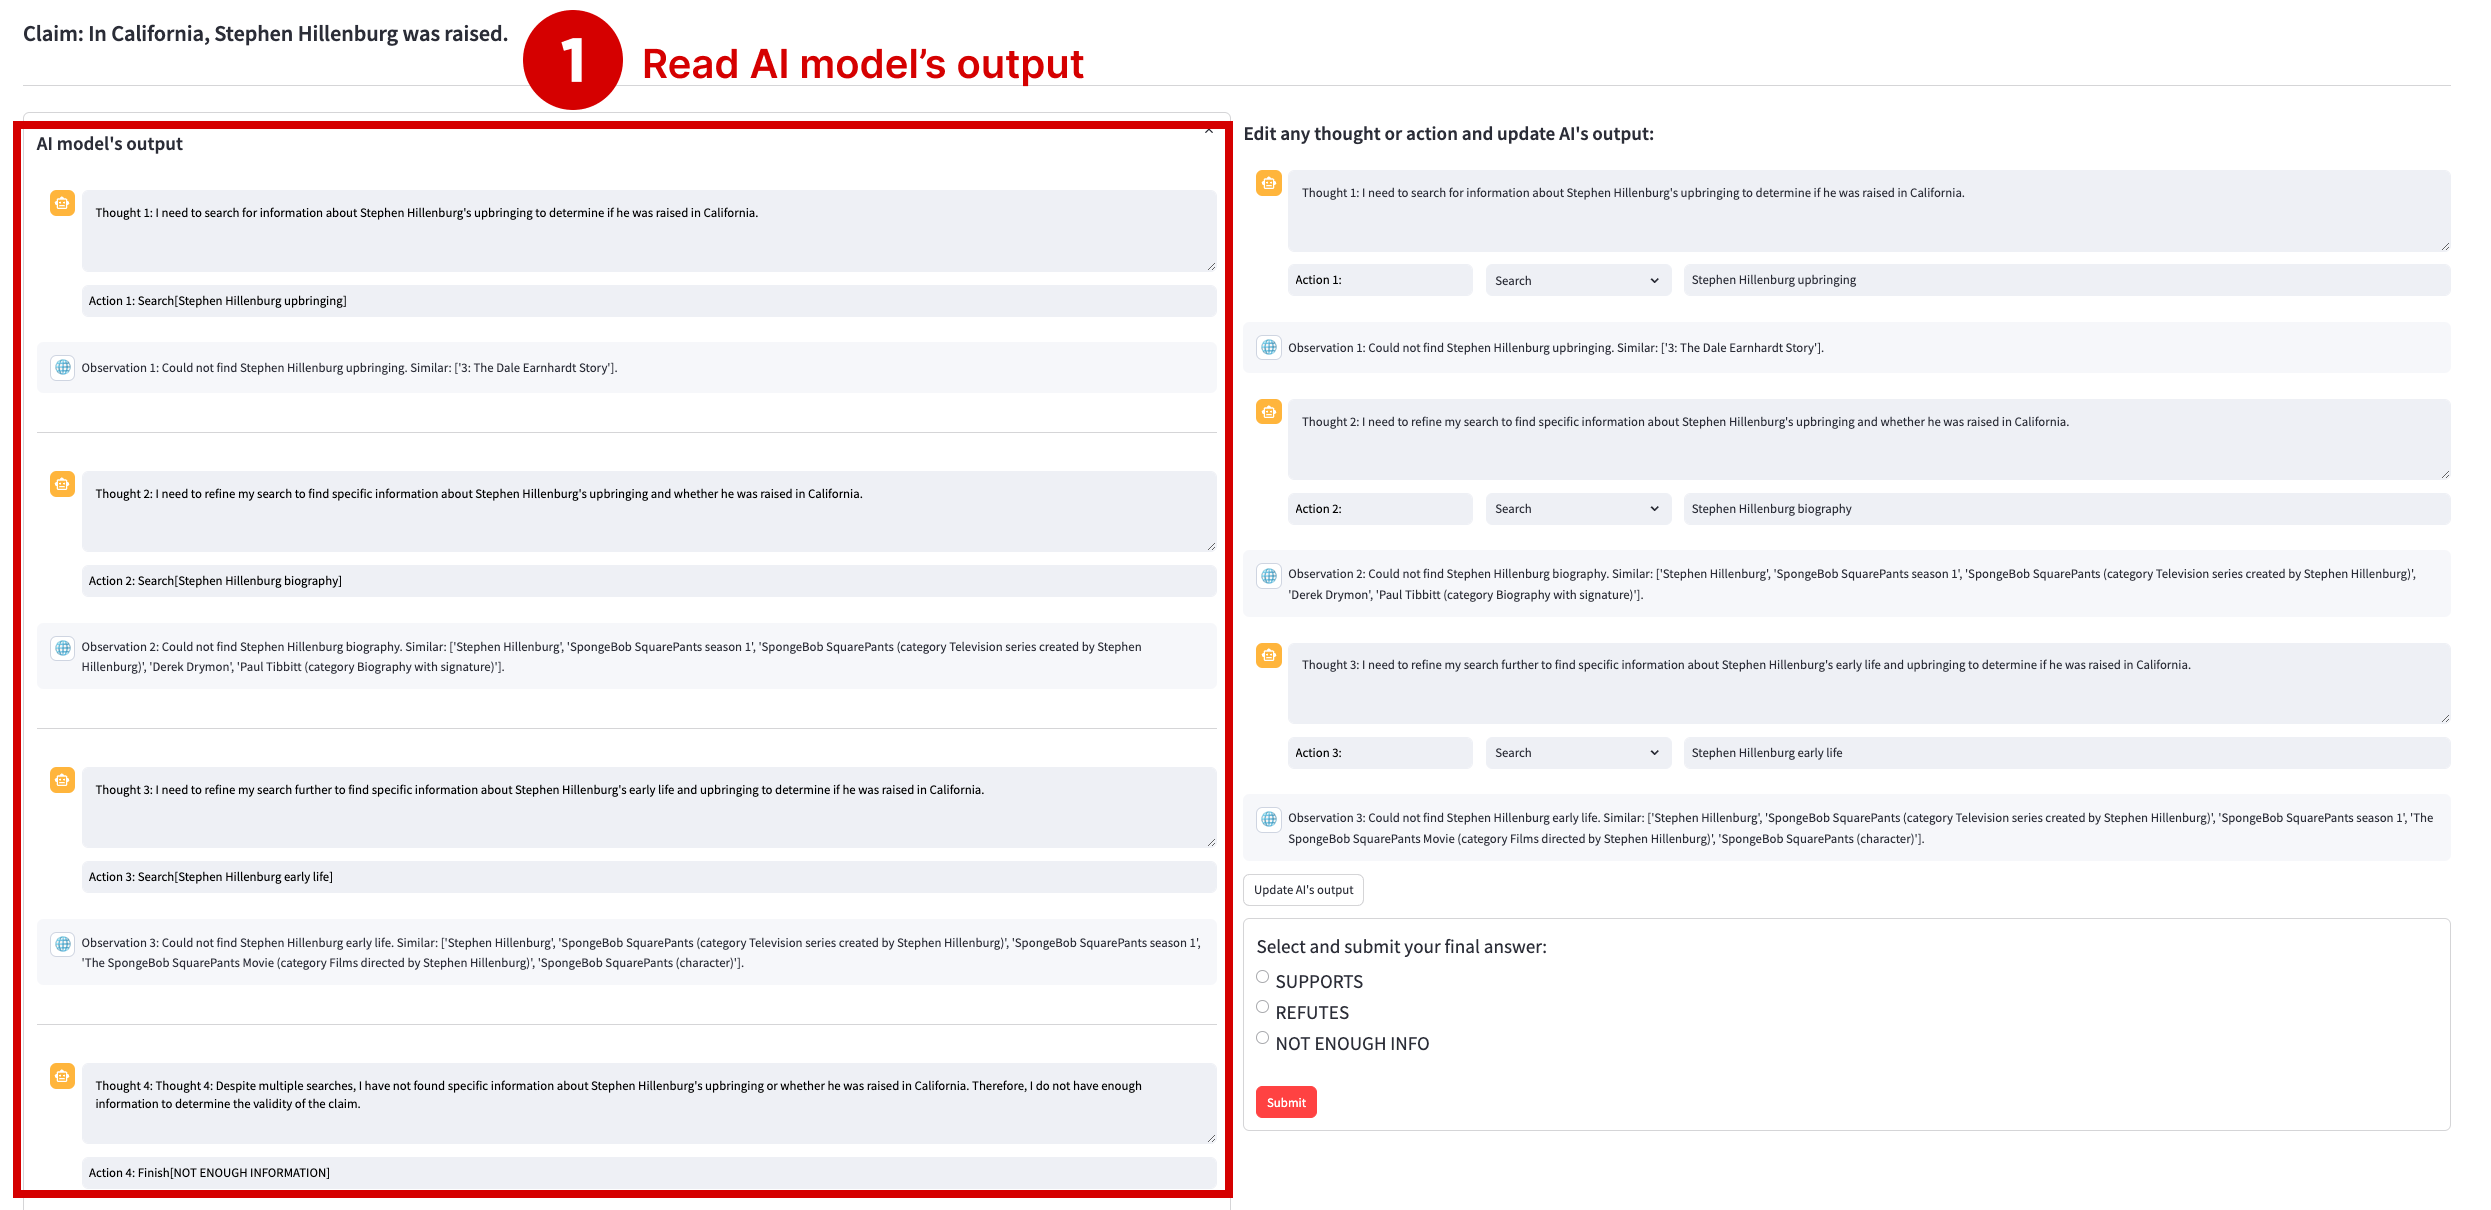 Claim: In California, Stephen Hillenburg was raised.
1
Read AI model’s output
AI model's output
Thought 1: I need to search for information about Stephen Hillenburg's upbringing to determine if he was raised in California.
Action 1: Search[Stephen Hillenburg upbringing]
Observation 1: Could not find Stephen Hillenburg upbringing. Similar: ['3: The Dale Earnhardt Story'].
Thought 2: I need to refine my search to find specific information about Stephen Hillenburg's upbringing and whether he was raised in California.
Action 2: Search[Stephen Hillenburg biography]
Observation 2: Could not find Stephen Hillenburg biography. Similar: ['Stephen Hillenburg', 'SpongeBob SquarePants season 1', 'SpongeBob SquarePants (category Television series created by Stephen
Hillenburg)', 'Derek Drymon', 'Paul Tibbitt (category Biography with signature)'].
Thought 3: I need to refine my search further to find specific information about Stephen Hillenburg's early life and upbringing to determine if he was raised in California.
Action 3: Search[Stephen Hillenburg early life]
Observation 3: Could not find Stephen Hillenburg early life. Similar: ['Stephen Hillenburg', 'SpongeBob SquarePants (category Television series created by Stephen Hillenburg)', 'SpongeBob SquarePants season 1',
'The SpongeBob SquarePants Movie (category Films directed by Stephen Hillenburg)', 'SpongeBob SquarePants (character)'].
Thought 4: Thought 4: Despite multiple searches, I have not found specific information about Stephen Hillenburg's upbringing or whether he was raised in California. Therefore, I do not have enough
information to determine the validity of the claim.
Action 4: Finish[NOT ENOUGH INFORMATION]
Edit any thought or action and update AI's output:
Thought 1: I need to search for information about Stephen Hillenburg's upbringing to determine if he was raised in California.
Action 1:
Search
Stephen Hillenburg upbringing
Observation 1: Could not find Stephen Hillenburg upbringing. Similar: ['3: The Dale Earnhardt Story'].
Thought 2: I need to refine my search to find specific information about Stephen Hillenburg's upbringing and whether he was raised in California.
Action 2:
Search
Stephen Hillenburg biography
Observation 2: Could not find Stephen Hillenburg biography. Similar: ['Stephen Hillenburg', 'SpongeBob SquarePants season 1', 'SpongeBob SquarePants (category Television series created by Stephen Hillenburg)',
'Derek Drymon', 'Paul Tibbitt (category Biography with signature)'].
Thought 3: I need to refine my search further to find specific information about Stephen Hillenburg's early life and upbringing to determine if he was raised in California.
Action 3:
Search
Stephen Hillenburg early life
Observation 3: Could not find Stephen Hillenburg early life. Similar: ['Stephen Hillenburg', 'SpongeBob SquarePants (category Television series created by Stephen Hillenburg)', 'SpongeBob SquarePants season 1', 'The
SpongeBob SquarePants Movie (category Films directed by Stephen Hillenburg)', 'SpongeBob SquarePants (character)'].
Update AI's output
Select and submit your final answer:
SUPPORTS
REFUTES
NOT ENOUGH INFO
Submit